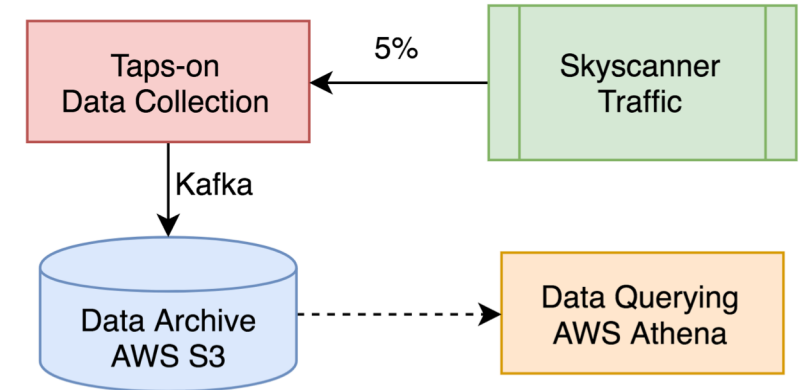 Taps-on
Data Collection
5%
Skyscanner
Traffic
Kafka
Data Archive
AWS S3
Data Querying
AWS Athena